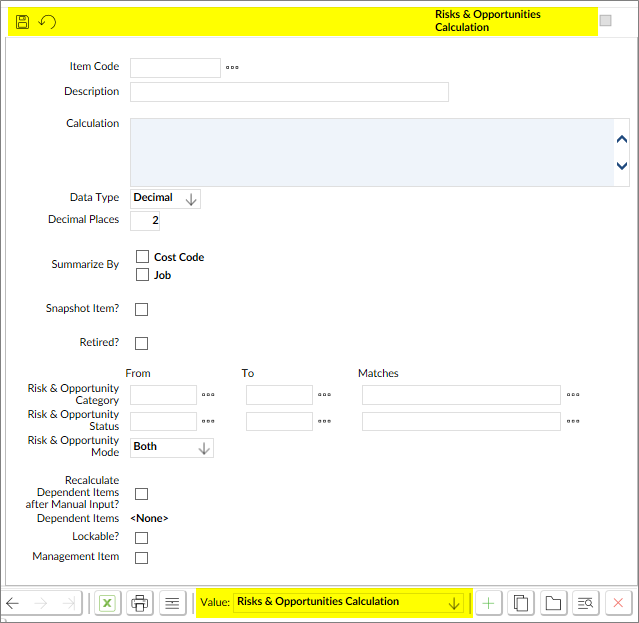 Risks & Opportunities
Calculation
Item Code
Description
Calculation
Data Type Decimal
Decimal Places 2
Summarize By
Cost Code
Job
Snapshot Item?
Retired?
From To Matches
Risk & Opportunity
Category
Risk & Opportunity
Status
Risk & Opportunity
Mode
Both
Recalculate
Dependent Items
after Manual Input?
Dependent Items <None>
Lockable?
Management Item
Value: Risks & Opportunities Calculation